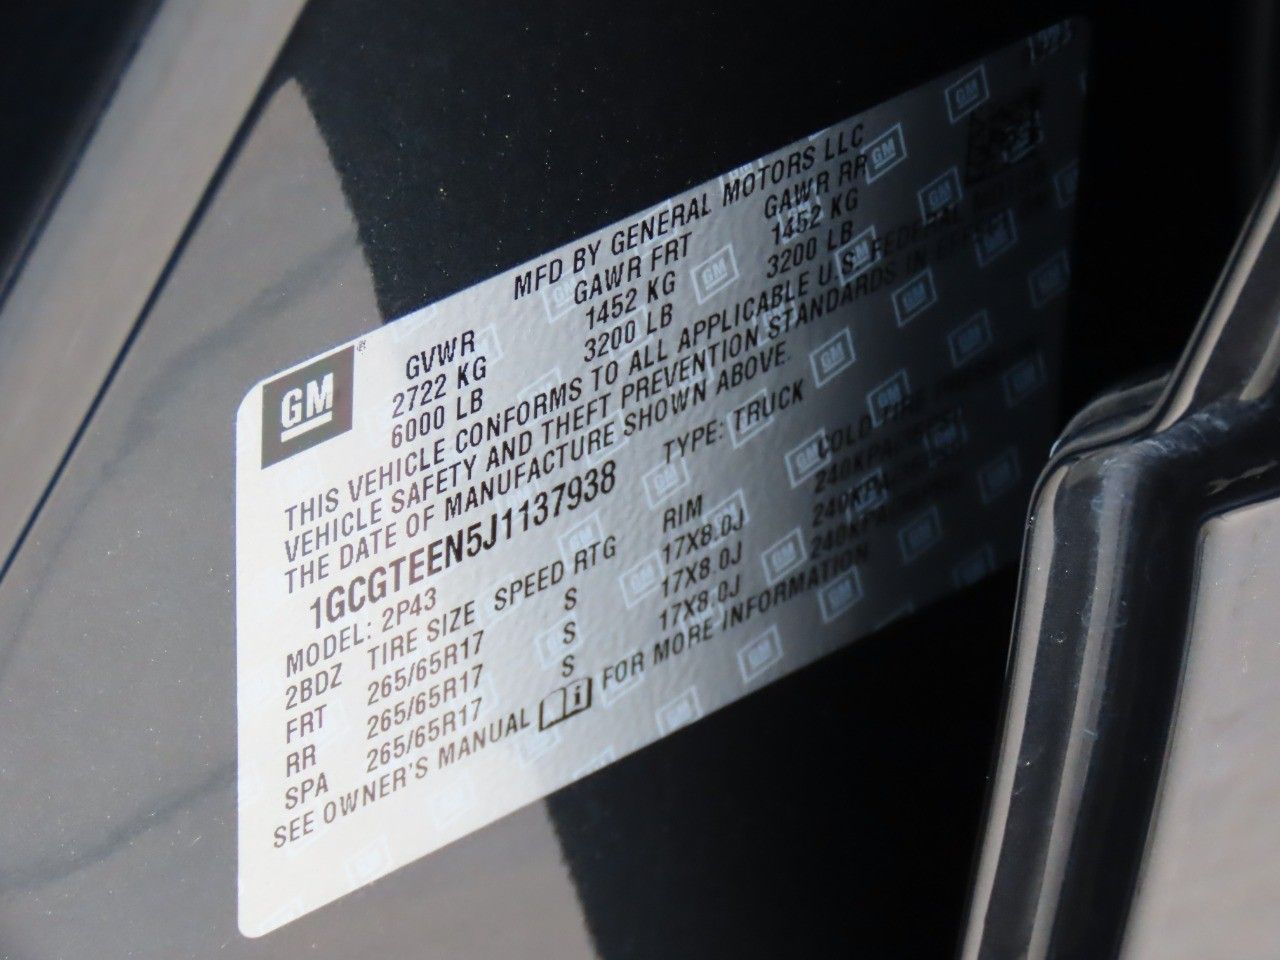 MFD BY GENERAL MOTORS LLC
GM
GVWR GAWR FRT GAWR RR
2722 KG 1452 KG 1452 KG
6000 LB 3200 LB 3200 LB
THIS VEHICLE CONFORMS TO ALL APPLICABLE U.S. FEDERAL MOTOR
VEHICLE SAFETY AND THEFT PREVENTION STANDARDS IN EFFECT
THE DATE OF MANUFACTURE SHOWN ABOVE.
1GCGTEEN5J1137938 TYPE: TRUCK
MODEL: 2P43
2BDZ TIRE SIZE SPEED RTG RIM COLD TIRE
FRT 265/65R17 S 17X8.0J 240KPA
RR 265/65R17 S 17X8.0J 240KPA
SPA 265/65R17 S 17X8.0J 240KPA
SEE OWNER'S MANUAL FOR MORE INFORMATION